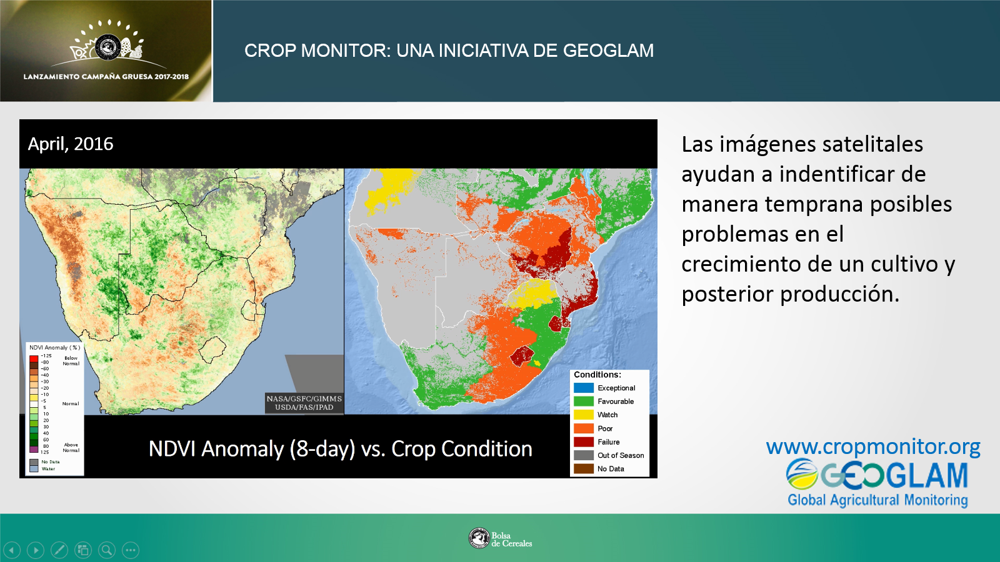 LANZAMIENTO CAMPAÑA GRUESA 2017-2018
CROP MONITOR: UNA INICIATIVA DE GEOGLAM
April, 2016
NDVI Anomaly (%)
-125
-80
-60
-40
-30
-20
-10
-5
5
10
20
30
40
60
80
125
Below
Normal
Normal
Above
Normal
No Data
Water
NASA/GSFC/GIMMS
USDA/FAS/IPAD
NDVI Anomaly (8-day) vs. Crop Condition
Conditions:
Exceptional
Favourable
Watch
Poor
Failure
Out of Season
No Data
Las imágenes satelitales
ayudan a indentificar de
manera temprana posibles
problemas en el
crecimiento de un cultivo y
posterior producción.
www.cropmonitor.org
GEOGLAM
Global Agricultural Monitoring
Bolsa
de Cereales